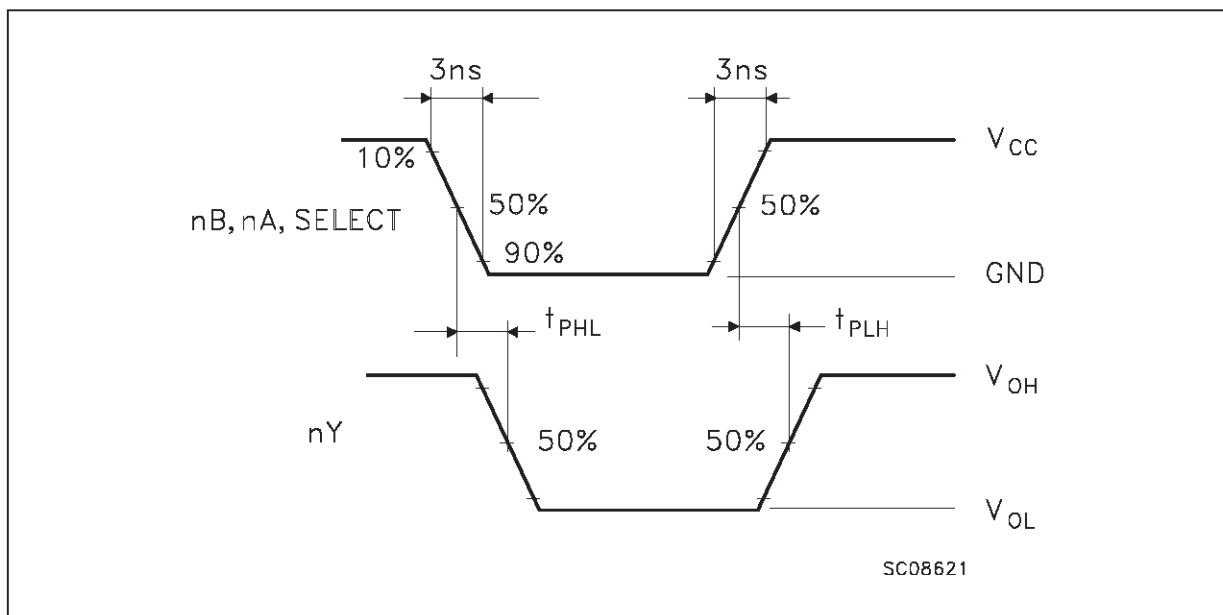 3ns 3ns
V_CC
10%
50% 50%
nB, nA, SELECT
90%
GND
t_PHL t_PLH
V_OH
nY 50% 50%
V_OL
SC08621